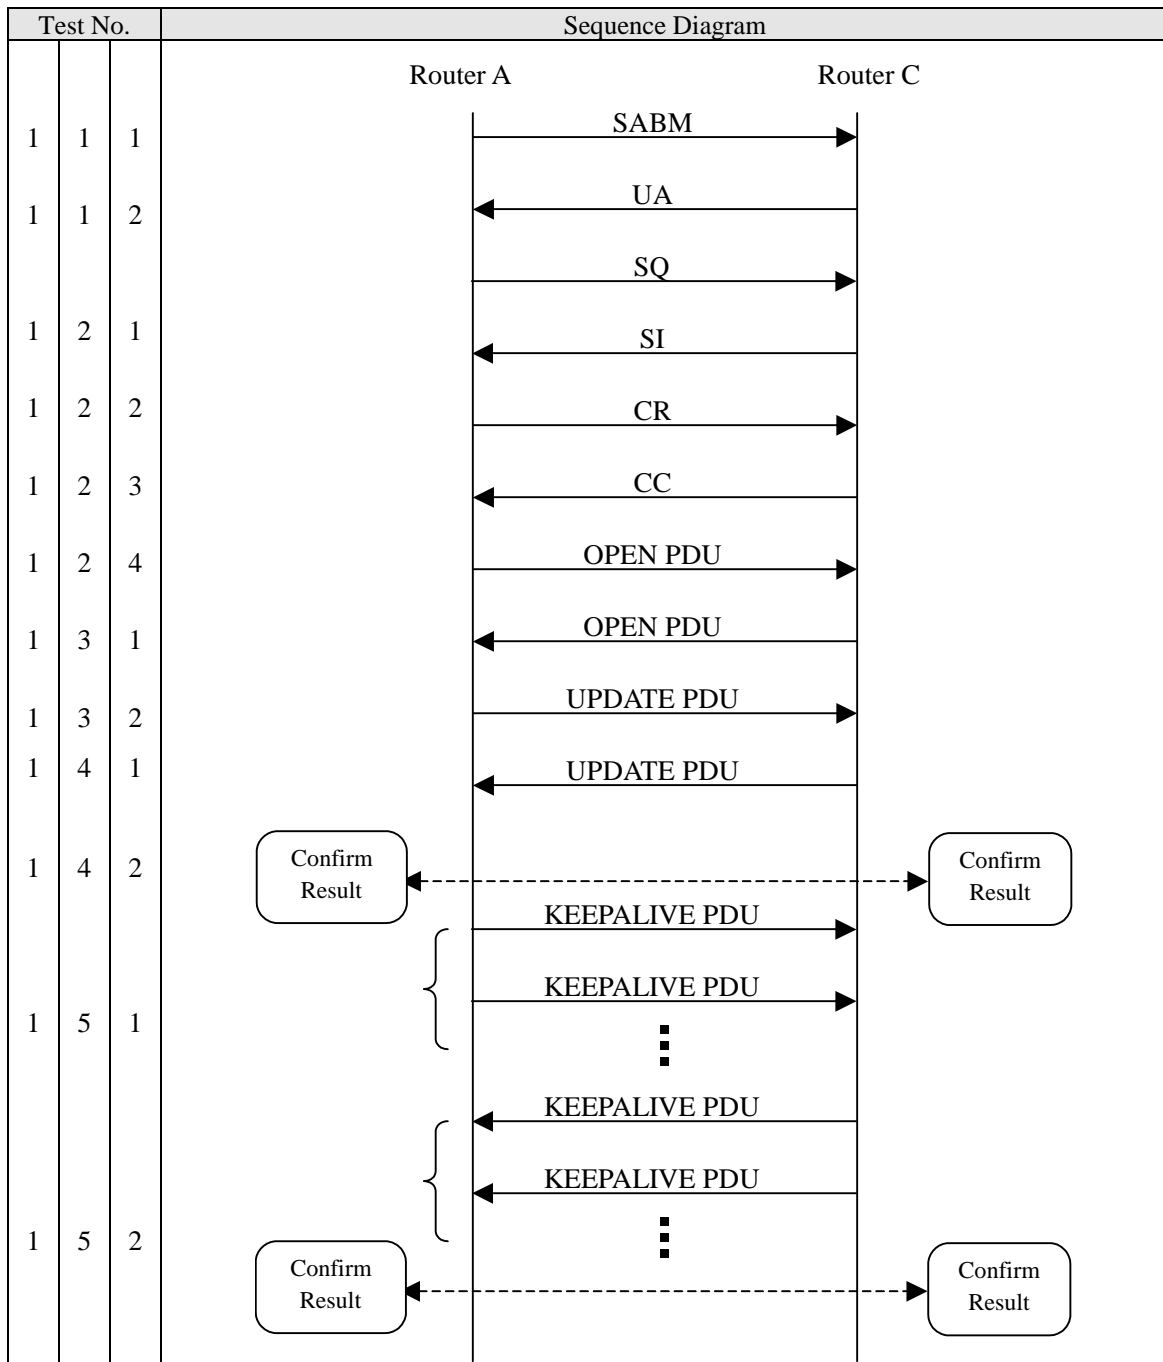 Test No. Sequence Diagram
Router A Router C
1 1 1 SABM
1 1 2 UA
SQ
1 2 1 SI
1 2 2 CR
1 2 3 CC
1 2 4 OPEN PDU
1 3 1 OPEN PDU
1 3 2 UPDATE PDU
1 4 1 UPDATE PDU
1 4 2
Confirm
Result
Confirm
Result
KEEPALIVE PDU
KEEPALIVE PDU
1 5 1
KEEPALIVE PDU
KEEPALIVE PDU
1 5 2
Confirm
Result
Confirm
Result